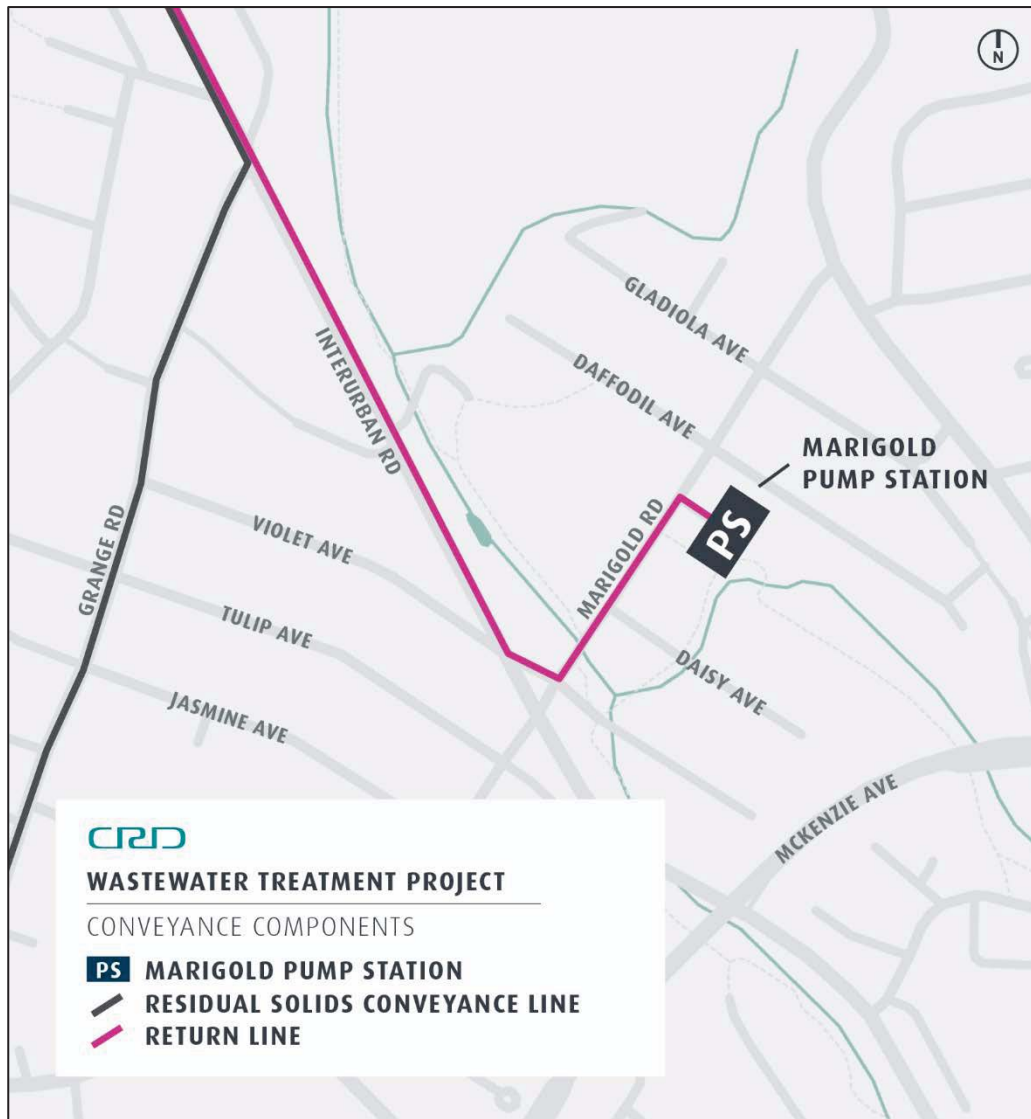 N
GLADIOLA AVE
DAFFODIL AVE
INTERURBAN RD
MARIGOLD
PUMP STATION
PS
MARIGOLD RD
GRANGE RD
VIOLET AVE
TULIP AVE
DAISY AVE
JASMINE AVE
MCKENZIE AVE
CRD
WASTEWATER TREATMENT PROJECT
CONVEYANCE COMPONENTS
PS MARIGOLD PUMP STATION
RESIDUAL SOLIDS CONVEYANCE LINE
RETURN LINE